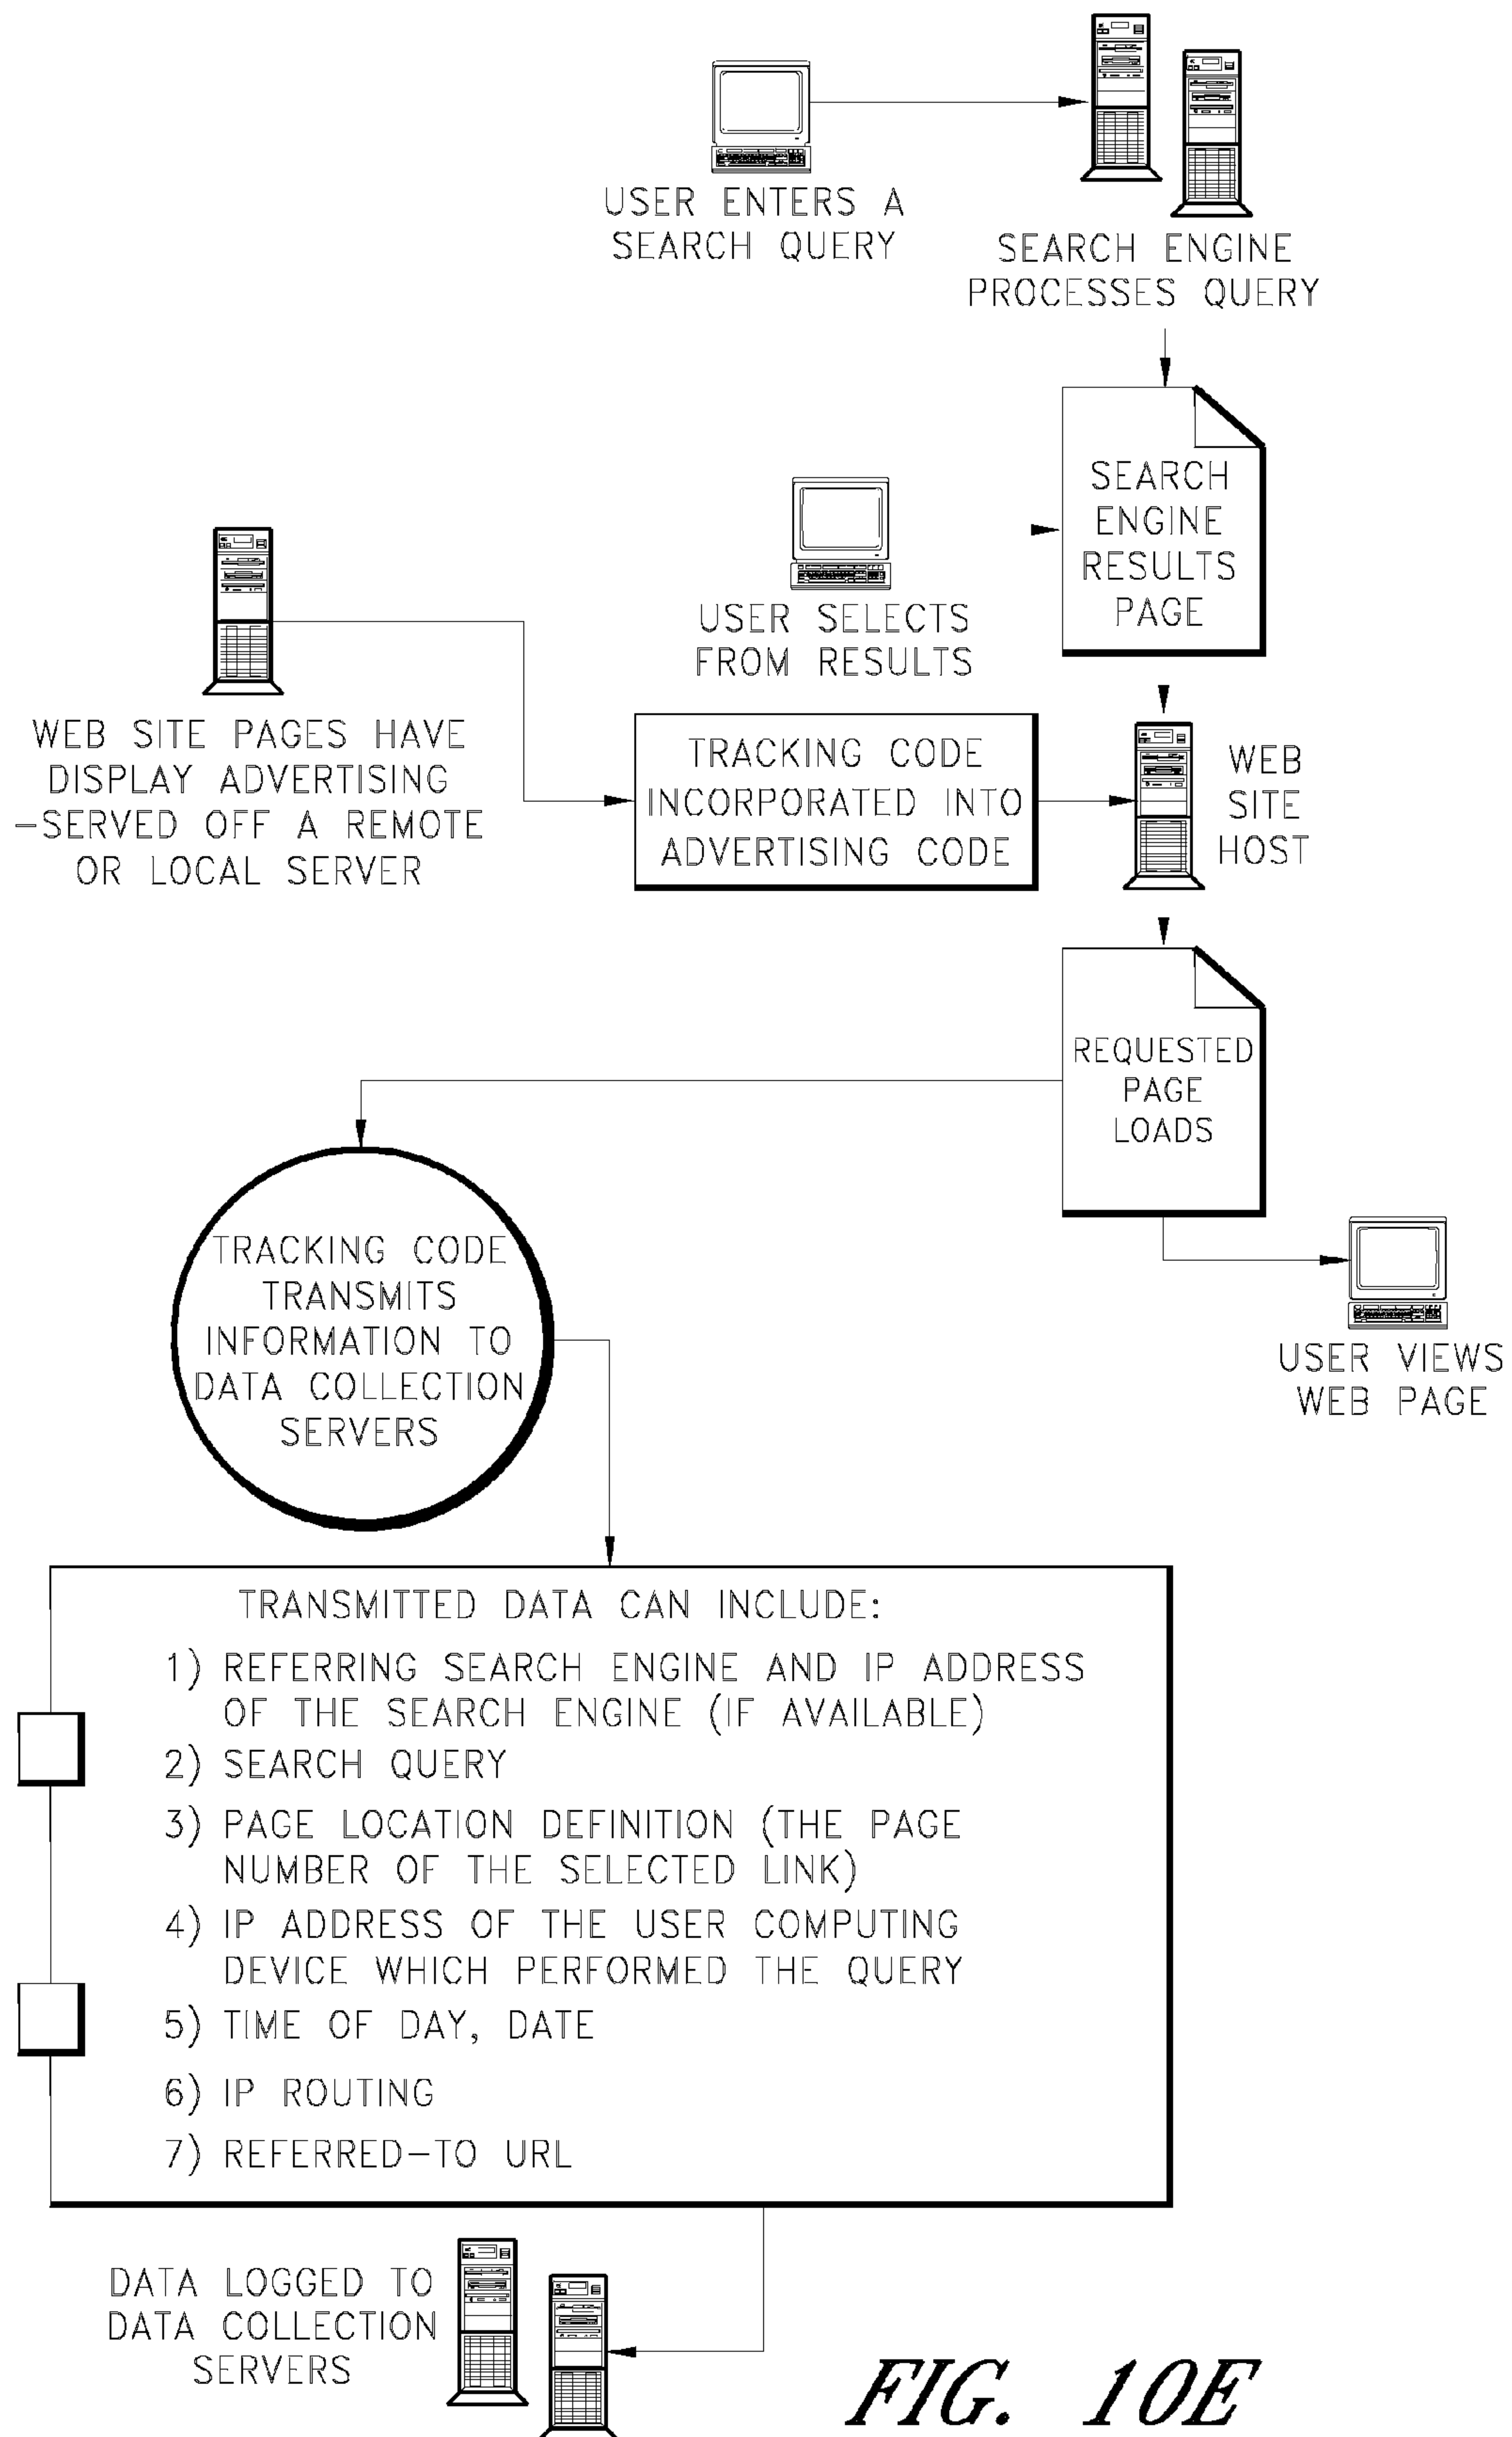 USER ENTERS A
SEARCH QUERY
SEARCH ENGINE
PROCESSES QUERY
SEARCH
ENGINE
RESULTS
PAGE
USER SELECTS
FROM RESULTS
WEB SITE PAGES HAVE
DISPLAY ADVERTISING
-SERVED OFF A REMOTE
OR LOCAL SERVER
TRACKING CODE
INCORPORATED INTO
ADVERTISING CODE
WEB
SITE
HOST
REQUESTED
PAGE
LOADS
TRACKING CODE
TRANSMITS
INFORMATION TO
DATA COLLECTION
SERVERS
USER VIEWS
WEB PAGE
TRANSMITTED DATA CAN INCLUDE:
1) REFERRING SEARCH ENGINE AND IP ADDRESS
OF THE SEARCH ENGINE (IF AVAILABLE)
2) SEARCH QUERY
3) PAGE LOCATION DEFINITION (THE PAGE
NUMBER OF THE SELECTED LINK)
4) IP ADDRESS OF THE USER COMPUTING
DEVICE WHICH PERFORMED THE QUERY
5) TIME OF DAY, DATE
6) IP ROUTING
7) REFERRED-TO URL
DATA LOGGED TO
DATA COLLECTION
SERVERS
FIG. 10E